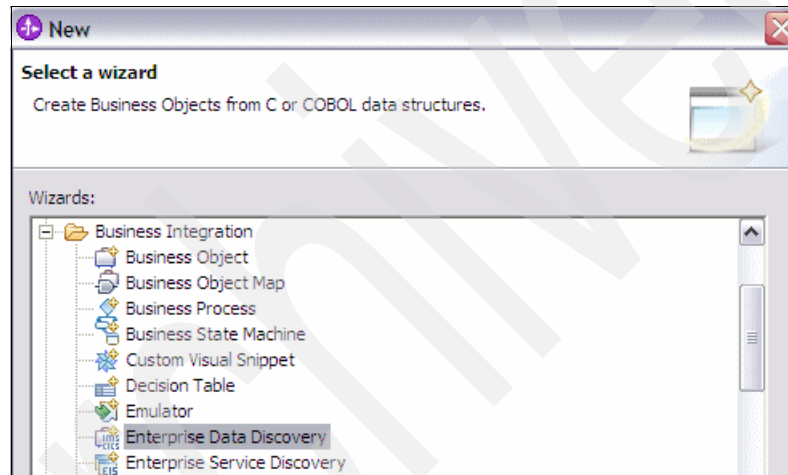 New
Select a wizard
Create Business Objects from C or COBOL data structures.
Wizards:
Business Integration
Business Object
Business Object Map
Business Process
Business State Machine
Custom Visual Snippet
Decision Table
Emulator
Enterprise Data Discovery
Enterprise Service Discovery